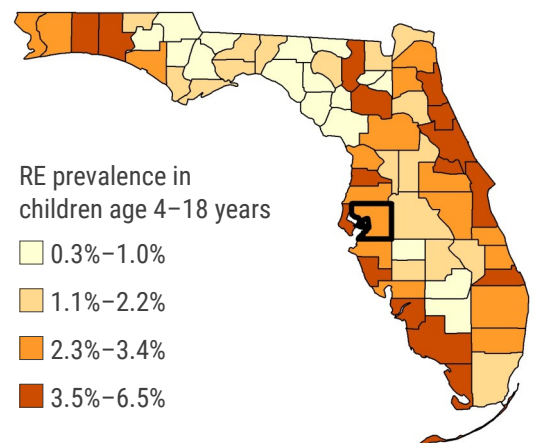 RE prevalence in
children age 4–18 years
0.3%–1.0%
1.1%–2.2%
2.3%–3.4%
3.5%–6.5%